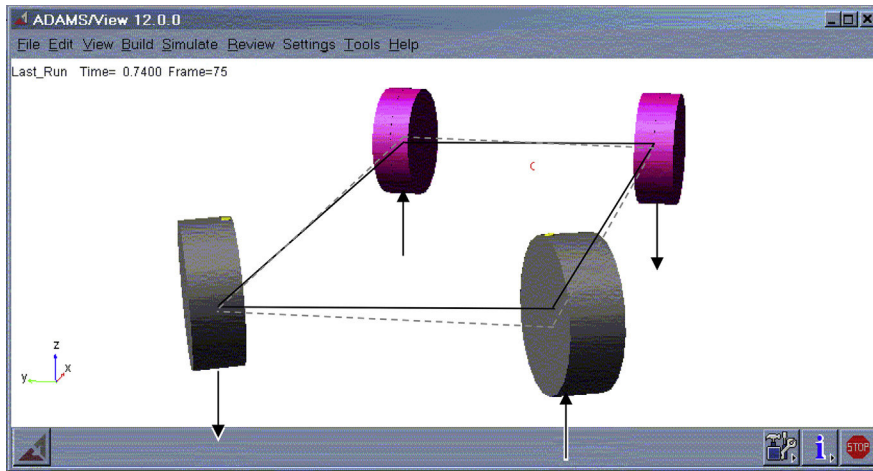 ADAMS/View 12.0.0
File Edit View Build Simulate Review Settings Tools Help
Last_Run Time= 0.7400 Frame=75
z
y x
STOP